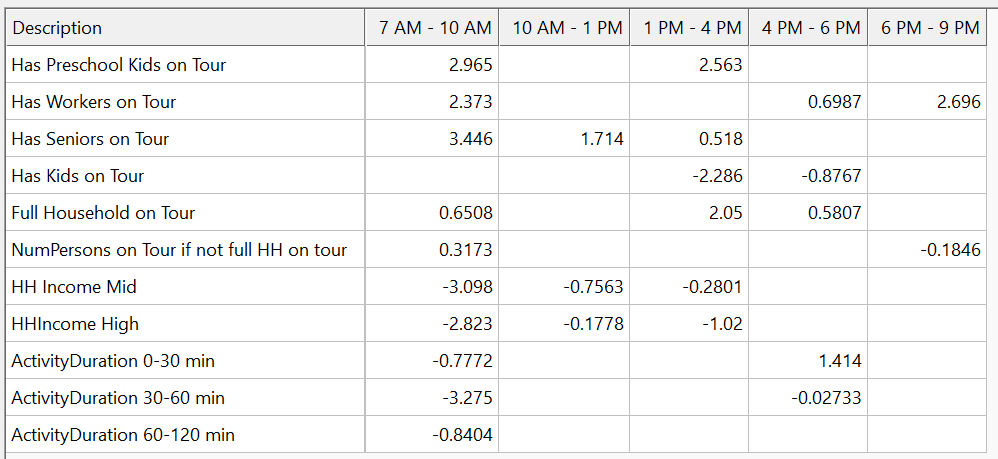 Description 7 AM - 10 AM 10 AM - 1 PM 1 PM - 4 PM 4 PM - 6 PM 6 PM - 9 PM
Has Preschool Kids on Tour 2.965 2.563
Has Workers on Tour 2.373 0.6987 2.696
Has Seniors on Tour 3.446 1.714 0.518
Has Kids on Tour -2.286 -0.8767
Full Household on Tour 0.6508 2.05 0.5807
NumPersons on Tour if not full HH on tour 0.3173 -0.1846
HH Income Mid -3.098 -0.7563 -0.2801
HHIncome High -2.823 -0.1778 -1.02
ActivityDuration 0-30 min -0.7772 1.414
ActivityDuration 30-60 min -3.275 -0.02733
ActivityDuration 60-120 min -0.8404